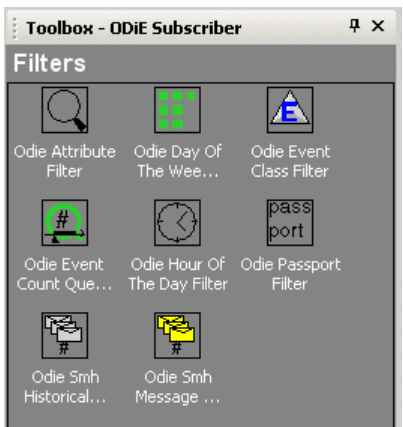 Toolbox - ODiE Subscriber
Filters
Odie Attribute Filter
Odie Day Of The Wee...
E
Odie Event Class Filter
#
Odie Event Count Que...
Odie Hour Of The Day Filter
pass
port
Odie Passport Filter
#
Odie Smh Historical...
#
Odie Smh Message ...